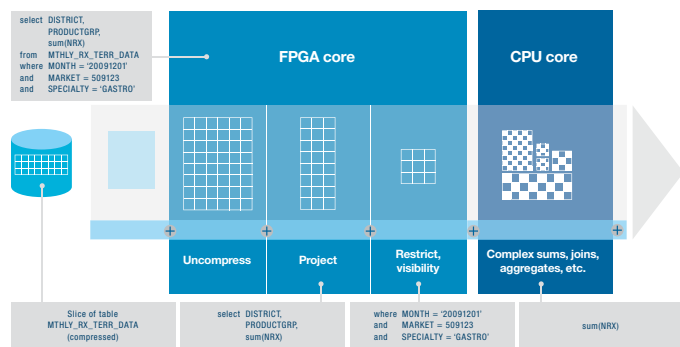 select DISTRICT,
PRODUCTGRP,
sum(NRX)
from MTHLY_RX_TERR_DATA
where MONTH = ‘20091201’
and MARKET = 509123
and SPECIALTY = ‘GASTRO’
FPGA core
CPU core
Uncompress
Project
Restrict,
visibility
Complex sums, joins,
aggregates, etc.
Slice of table
MTHLY_RX_TERR_DATA
(compressed)
select DISTRICT,
PRODUCTGRP,
sum(NRX)
where MONTH = ‘20091201’
and MARKET = 509123
and SPECIALTY = ‘GASTRO’
sum(NRX)